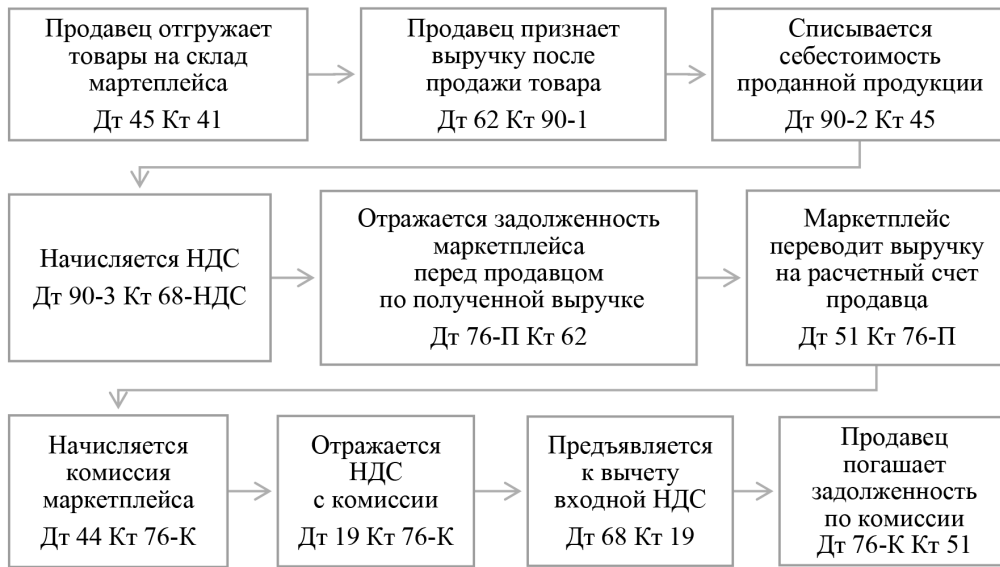 Продавец отгружает
товары на склад
мартеплейса
Дт 45 Кт 41
Продавец признает
выручку после
продажи товара
Дт 62 Кт 90-1
Списывается
себестоимость
проданной продукции
Дт 90-2 Кт 45
Начисляется НДС
Дт 90-3 Кт 68-НДС
Отражается задолженность
маркетплейса
перед продавцом
по полученной выручке
Дт 76-П Кт 62
Маркетплейс
переводит выручку
на расчетный счет
продавца
Дт 51 Кт 76-П
Начисляется
комиссия
маркетплейса
Дт 44 Кт 76-К
Отражается
НДС
с комиссии
Дт 19 Кт 76-К
Предъявляется
к вычету
входной НДС
Дт 68 Кт 19
Продавец
погашает
задолженность
по комиссии
Дт 76-К Кт 51